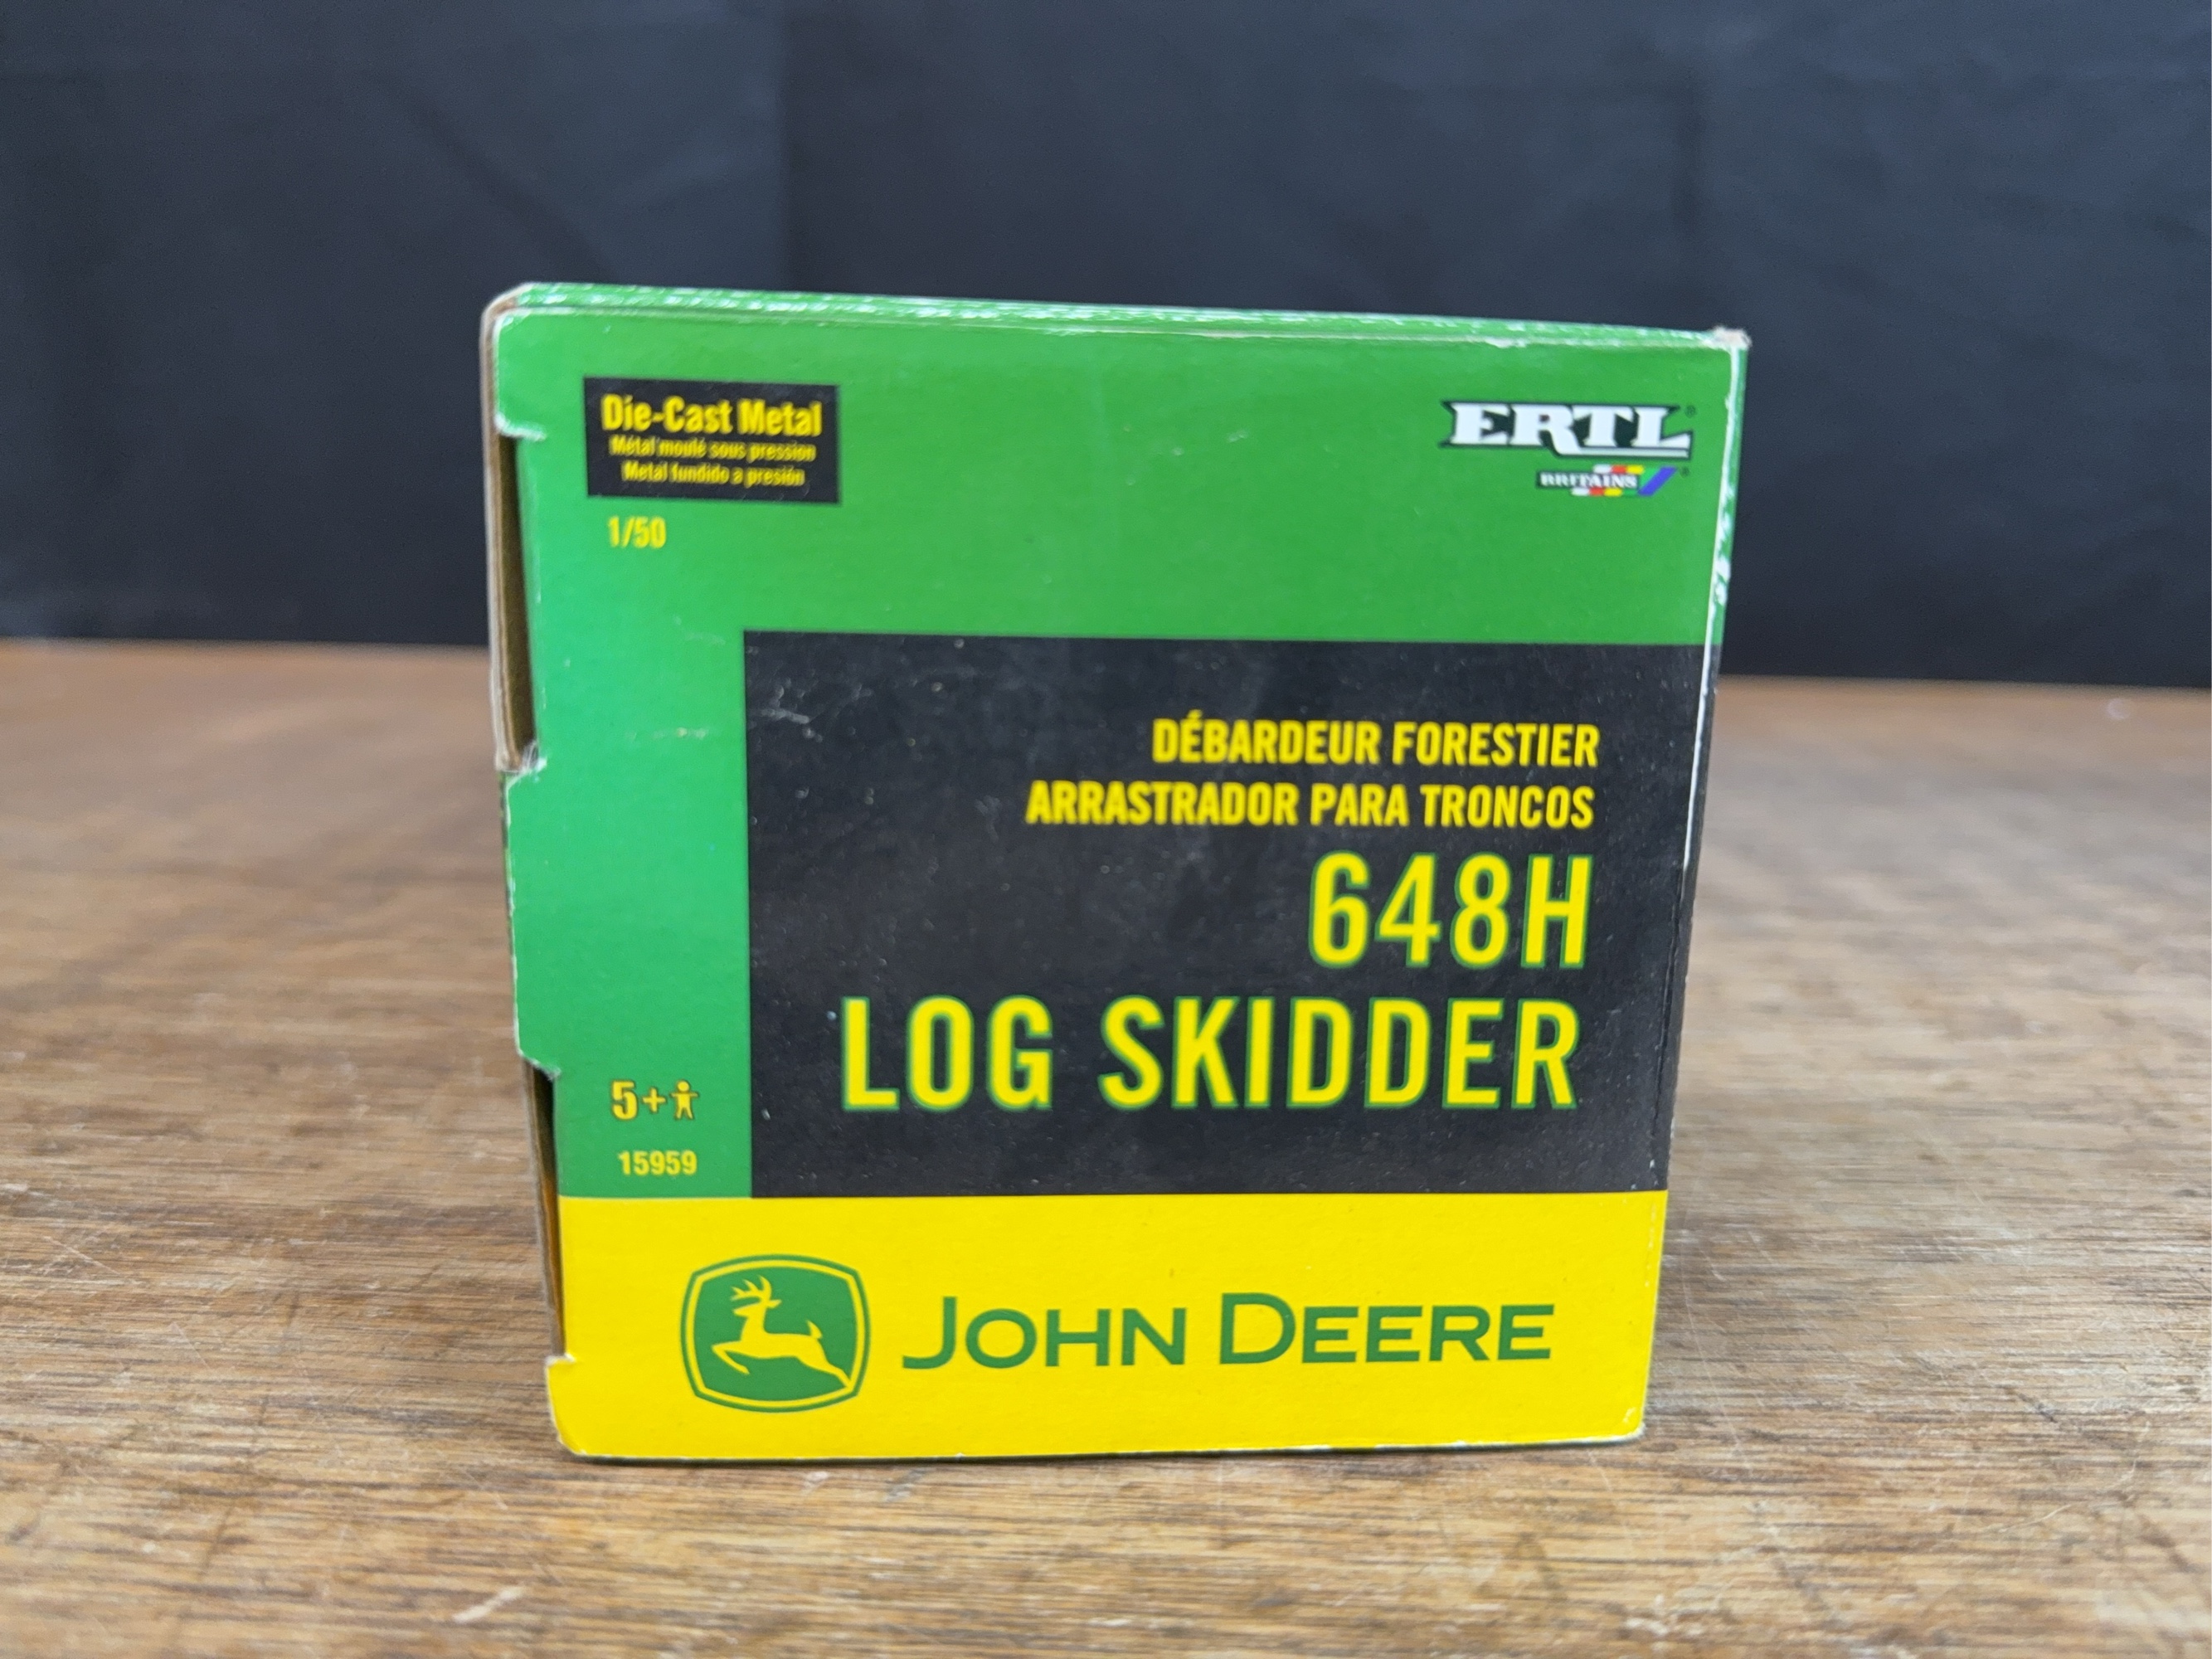 Die-Cast Metal
Métal moulé sous pression
Metal fundido a presión
1/50
ERTL®
BRITAINS®
DÉBARDEUR FORESTIER
ARRASTRADOR PARA TRONCOS
648H
LOG SKIDDER
5+
15959
JOHN DEERE